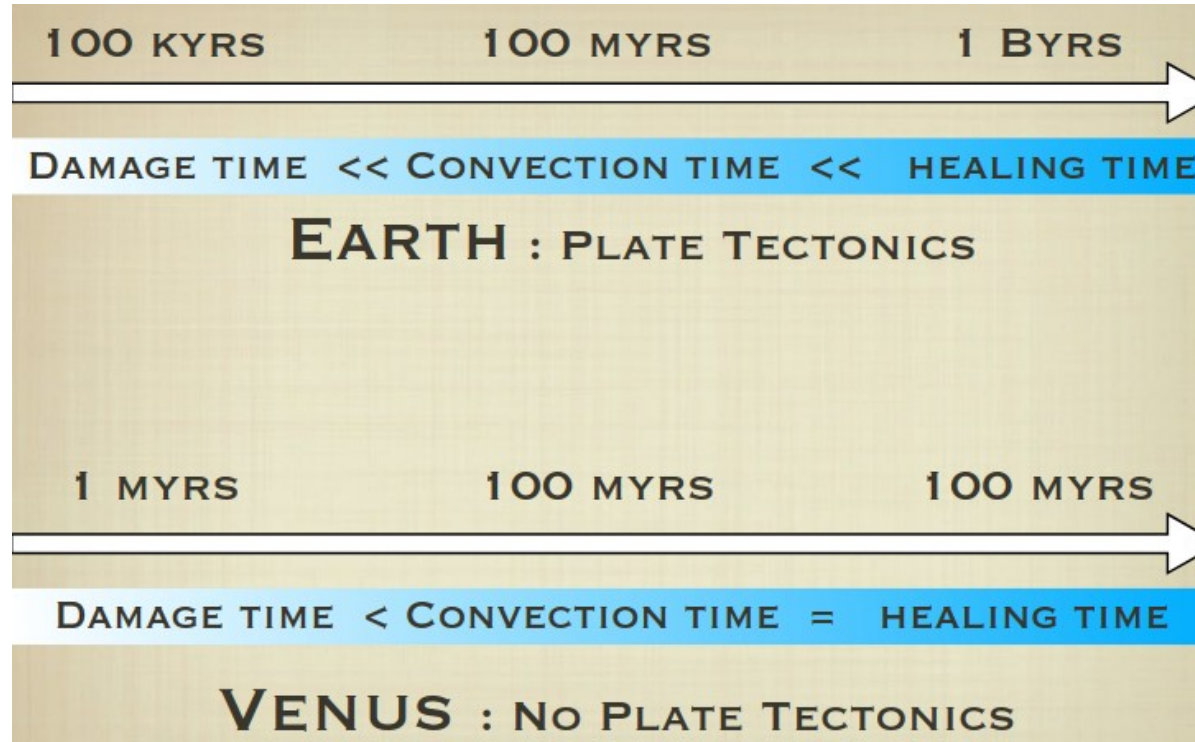 100 KYRS 100 MYRS 1 BYRS
DAMAGE TIME << CONVECTION TIME << HEALING TIME
EARTH : PLATE TECTONICS
1 MYRS 100 MYRS 100 MYRS
DAMAGE TIME < CONVECTION TIME = HEALING TIME
VENUS : NO PLATE TECTONICS